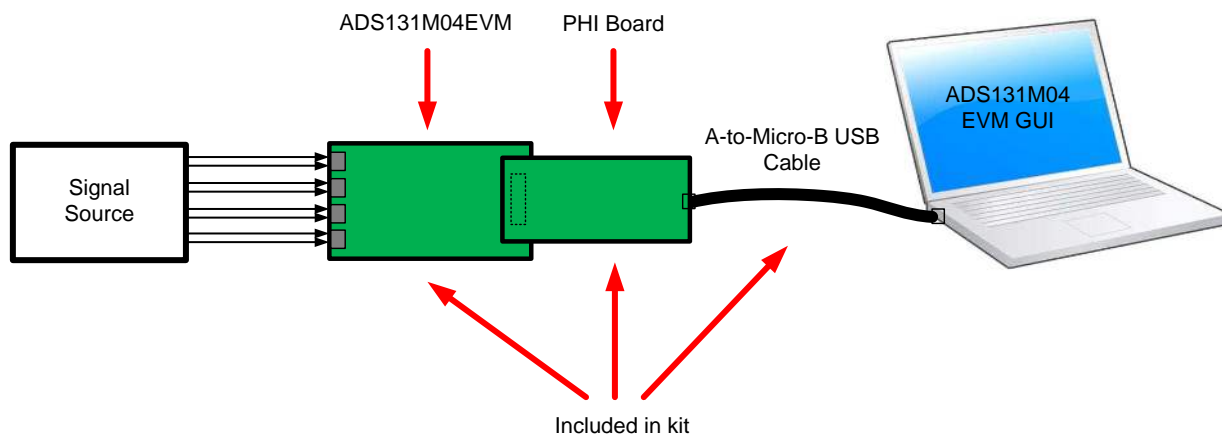 ADS131M04EVM
PHI Board
ADS131M04
EVM GUI
A-to-Micro-B USB
Cable
Signal
Source
Included in kit